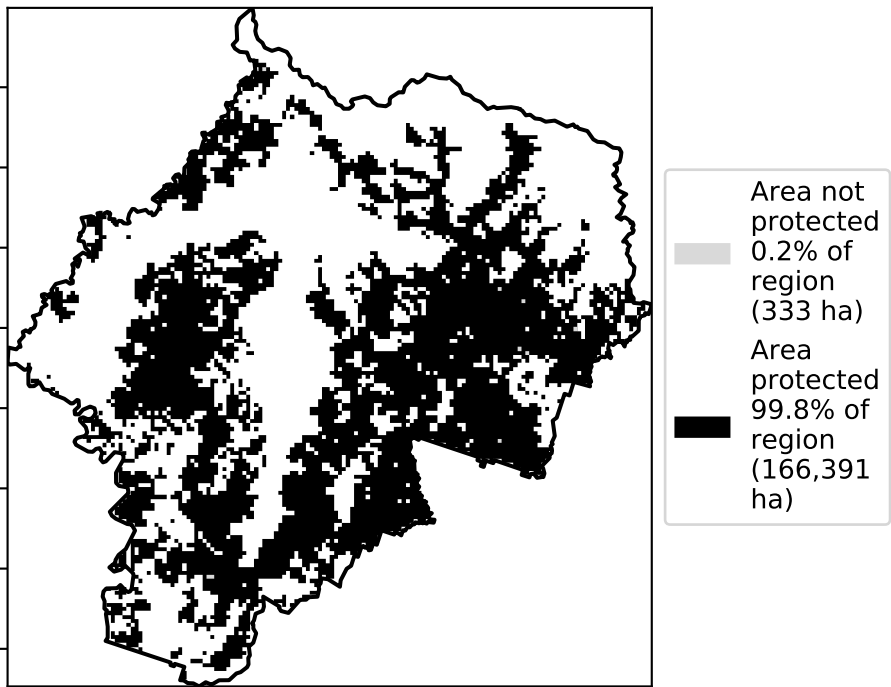 Area not
protected
0.2% of
region
(333 ha)
Area
protected
99.8% of
region
(166,391
ha)